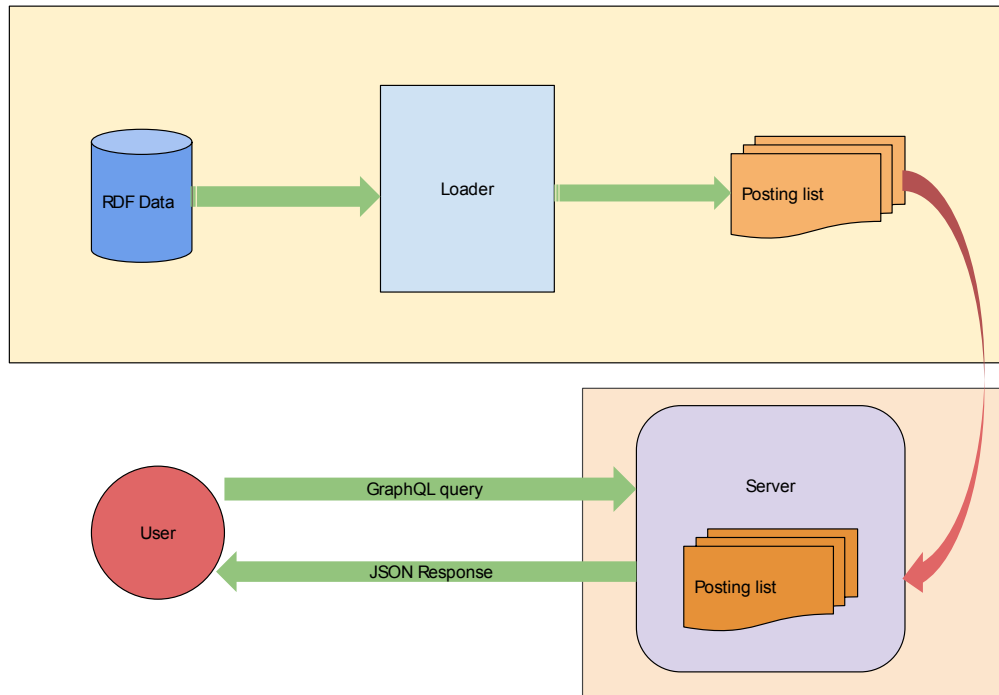 RDF Data
Loader
Posting list
GraphQL query
Server
User
JSON Response
Posting list